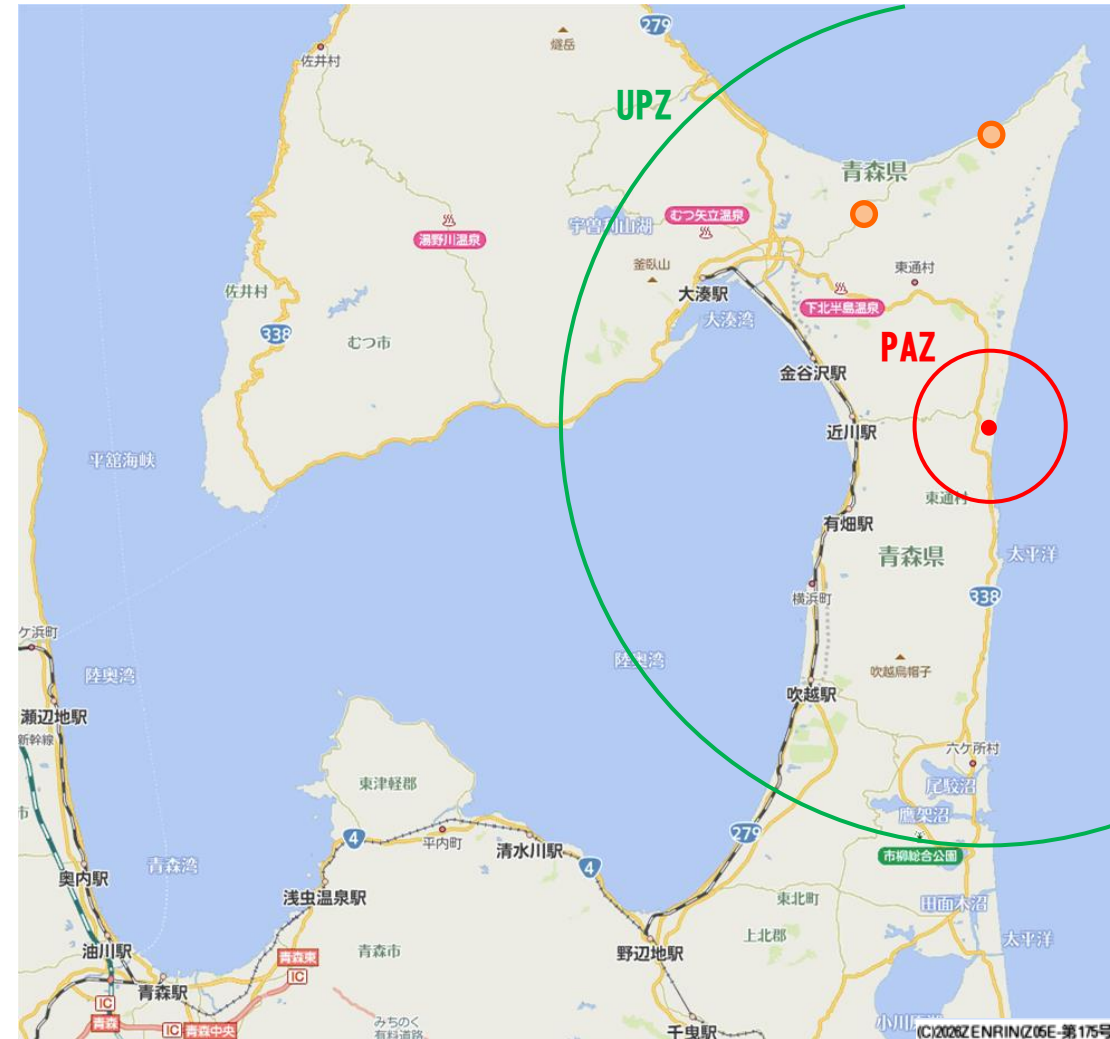 279
燧岳
佐井村
UPZ
青森県
宇曽利山湖
むつ矢立温泉
湯野川温泉
釜臥山
東通村
大湊駅
佐井村
下北半島温泉
大湊湾
338
むつ市
PAZ
金谷沢駅
近川駅
平舘海峡
東通村
有畑駅
青森県
太平洋
横浜町
338
ケ浜町
陸奥湾
陸奥湾
吹越烏帽子
吹越駅
瀬辺地駅
新幹線
六ケ所村
東津軽郡
尾駮沼
市
鷹架沼
4
279
平内町
清水川駅
青森湾
4
市柳総合公園
奥内駅
浅虫温泉駅
東北町
田面木沼
油川駅
青森市
野辺地駅
上北郡
太平洋
青森東
IC
青森駅
IC
青森
IC
青森中央
みちのく
有料道路
千曳駅
(C)2026ZENRIN(Z05E-第175号